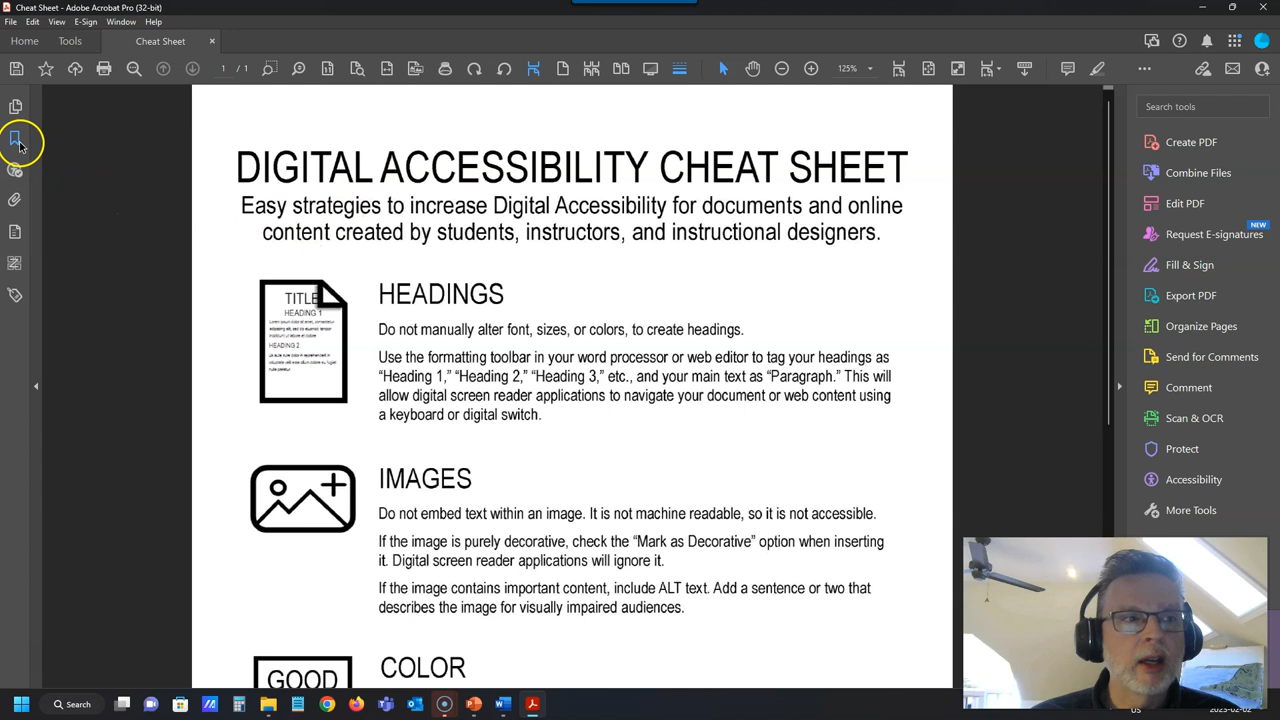 Cheat Sheet - Adobe Acrobat Pro (32-bit)
File Edit View E-Sign Window Help
Home Tools Cheat Sheet ×
1 / 1 125%
DIGITAL ACCESSIBILITY CHEAT SHEET
Easy strategies to increase Digital Accessibility for documents and online
content created by students, instructors, and instructional designers.
TITLE
HEADING 1
HEADING 2
HEADINGS
Do not manually alter font, sizes, or colors, to create headings.
Use the formatting toolbar in your word processor or web editor to tag your headings as
“Heading 1,” “Heading 2,” “Heading 3,” etc., and your main text as “Paragraph.” This will
allow digital screen reader applications to navigate your document or web content using
a keyboard or digital switch.
IMAGES
Do not embed text within an image. It is not machine readable, so it is not accessible.
If the image is purely decorative, check the “Mark as Decorative” option when inserting
it. Digital screen reader applications will ignore it.
If the image contains important content, include ALT text. Add a sentence or two that
describes the image for visually impaired audiences.
GOOD
COLOR
Search tools
Create PDF
Combine Files
Edit PDF
NEW
Request E-signatures
Fill & Sign
Export PDF
Organize Pages
Send for Comments
Comment
Scan & OCR
Protect
Accessibility
More Tools
Search
US
2023-02-02